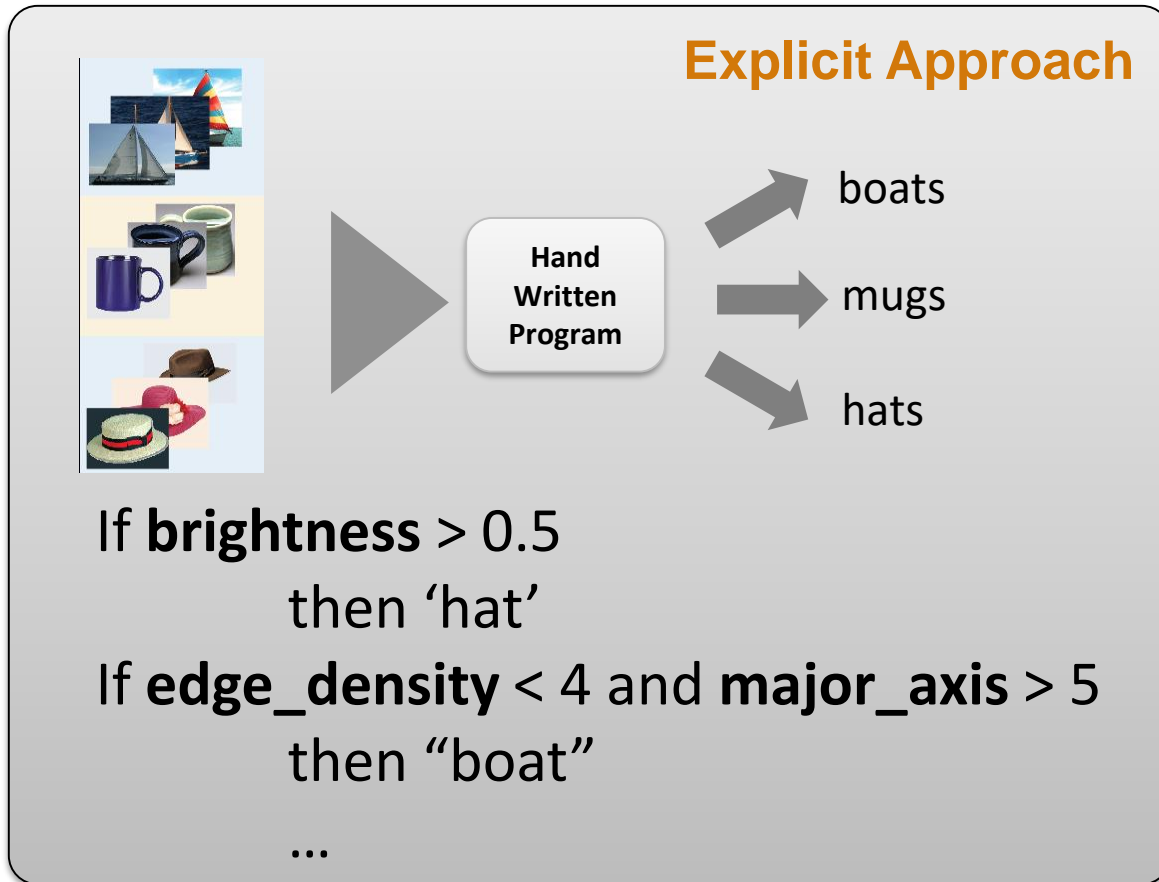 Explicit Approach
Hand
Written
Program
boats
mugs
hats
If brightness > 0.5
then ‘hat’
If edge_density < 4 and major_axis > 5
then “boat”
...